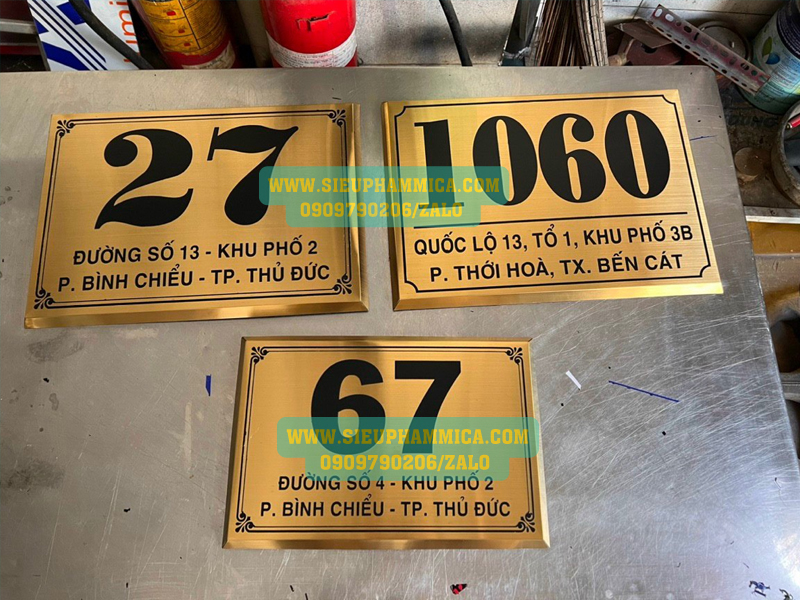 27
ĐƯỜNG SỐ 13 - KHU PHỐ 2
P. BÌNH CHIỂU - TP. THỦ ĐỨC
1060
QUỐC LỘ 13, TỔ 1, KHU PHỐ 3B
P. THỚI HOÀ, TX. BẾN CÁT
WWW.SIEUPHAMMICA.COM
0909790206/ZALO
67
WWW.SIEUPHAMMICA.COM
0909790206/ZALO
ĐƯỜNG SỐ 4 - KHU PHỐ 2
P. BÌNH CHIỂU - TP. THỦ ĐỨC